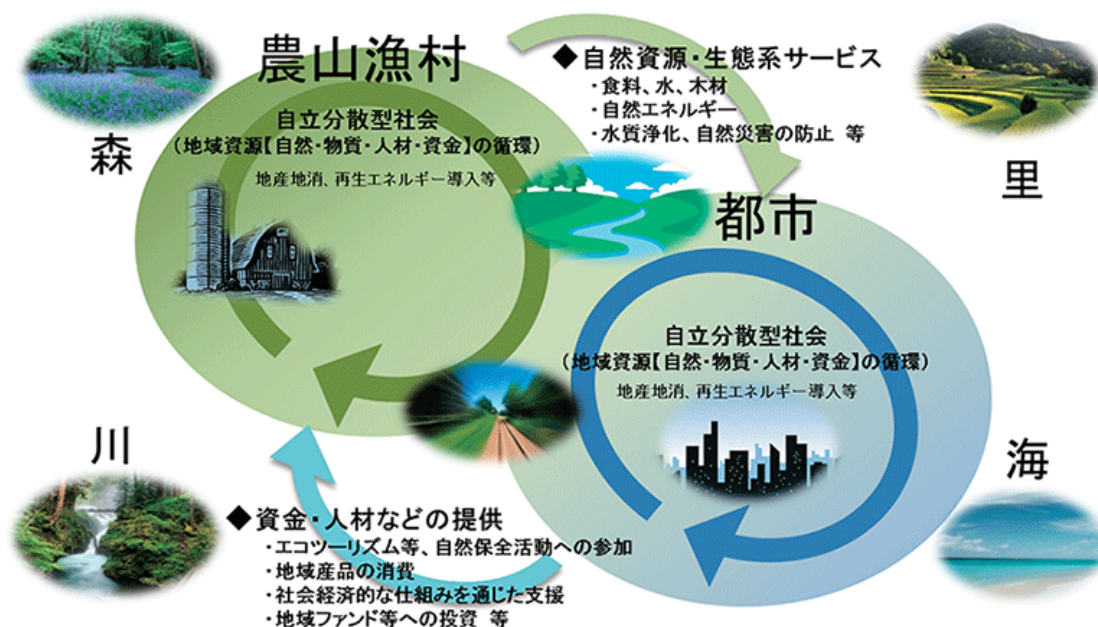 農山漁村
自立分散型社会
(地域資源【自然・物質・人材・資金】の循環)
地産地消、再生エネルギー導入等
◆自然資源・生態系サービス
・食料、水、木材
・自然エネルギー
・水質浄化、自然災害の防止 等
森
里
都市
自立分散型社会
(地域資源【自然・物質・人材・資金】の循環)
地産地消、再生エネルギー導入等
川
海
◆資金・人材などの提供
・エコツーリズム等、自然保全活動への参加
・地域産品の消費
・社会経済的な仕組みを通じた支援
・地域ファンド等への投資 等